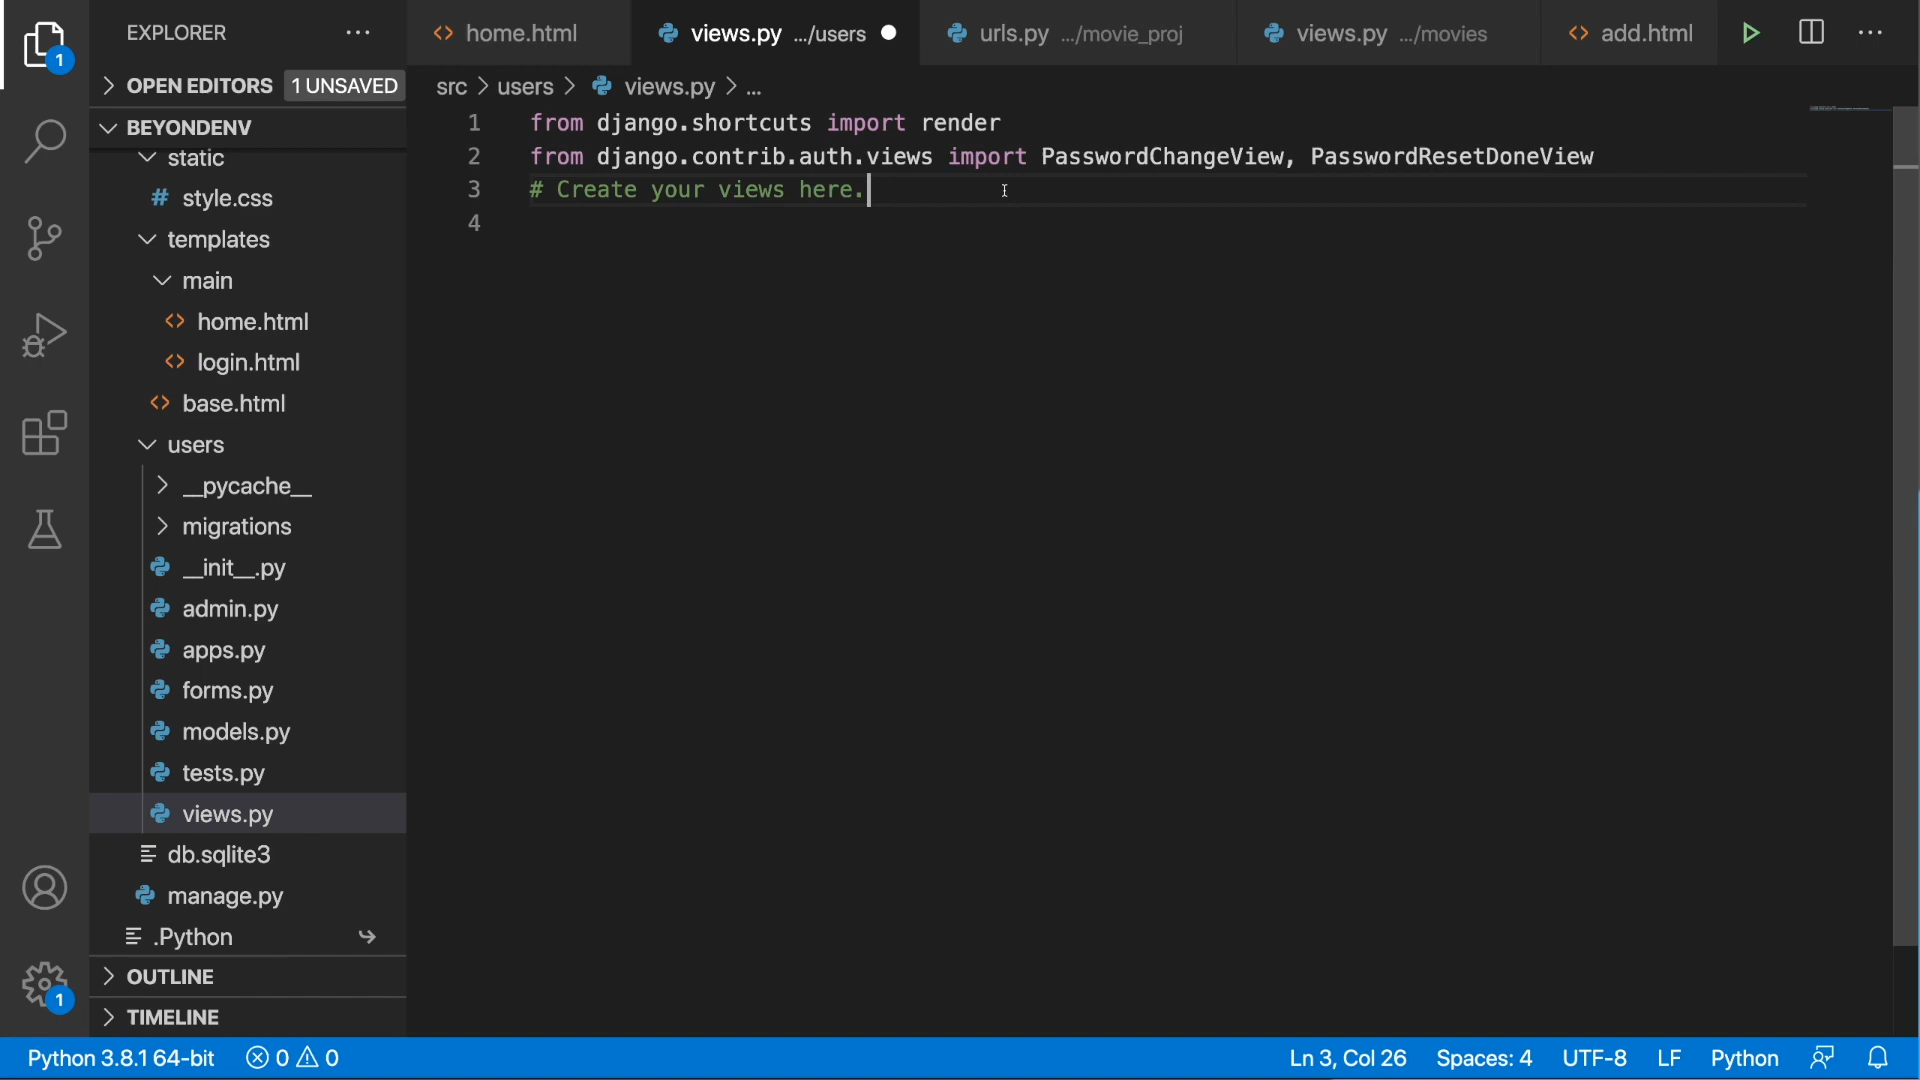 EXPLORER
home.html
views.py .../users
urls.py .../movie_proj
views.py .../movies
add.html
1
OPEN EDITORS
1 UNSAVED
src > users > views.py > ...
BEYONDENV
static
style.css
templates
main
home.html
login.html
base.html
users
__pycache__
migrations
__init__.py
admin.py
apps.py
forms.py
models.py
tests.py
views.py
db.sqlite3
manage.py
.Python
OUTLINE
TIMELINE
1
1 from django.shortcuts import render
2 from django.contrib.auth.views import PasswordChangeView, PasswordResetDoneView
3 # Create your views here.
4
Python 3.8.1 64-bit
0
0
Ln 3, Col 26
Spaces: 4
UTF-8
LF
Python